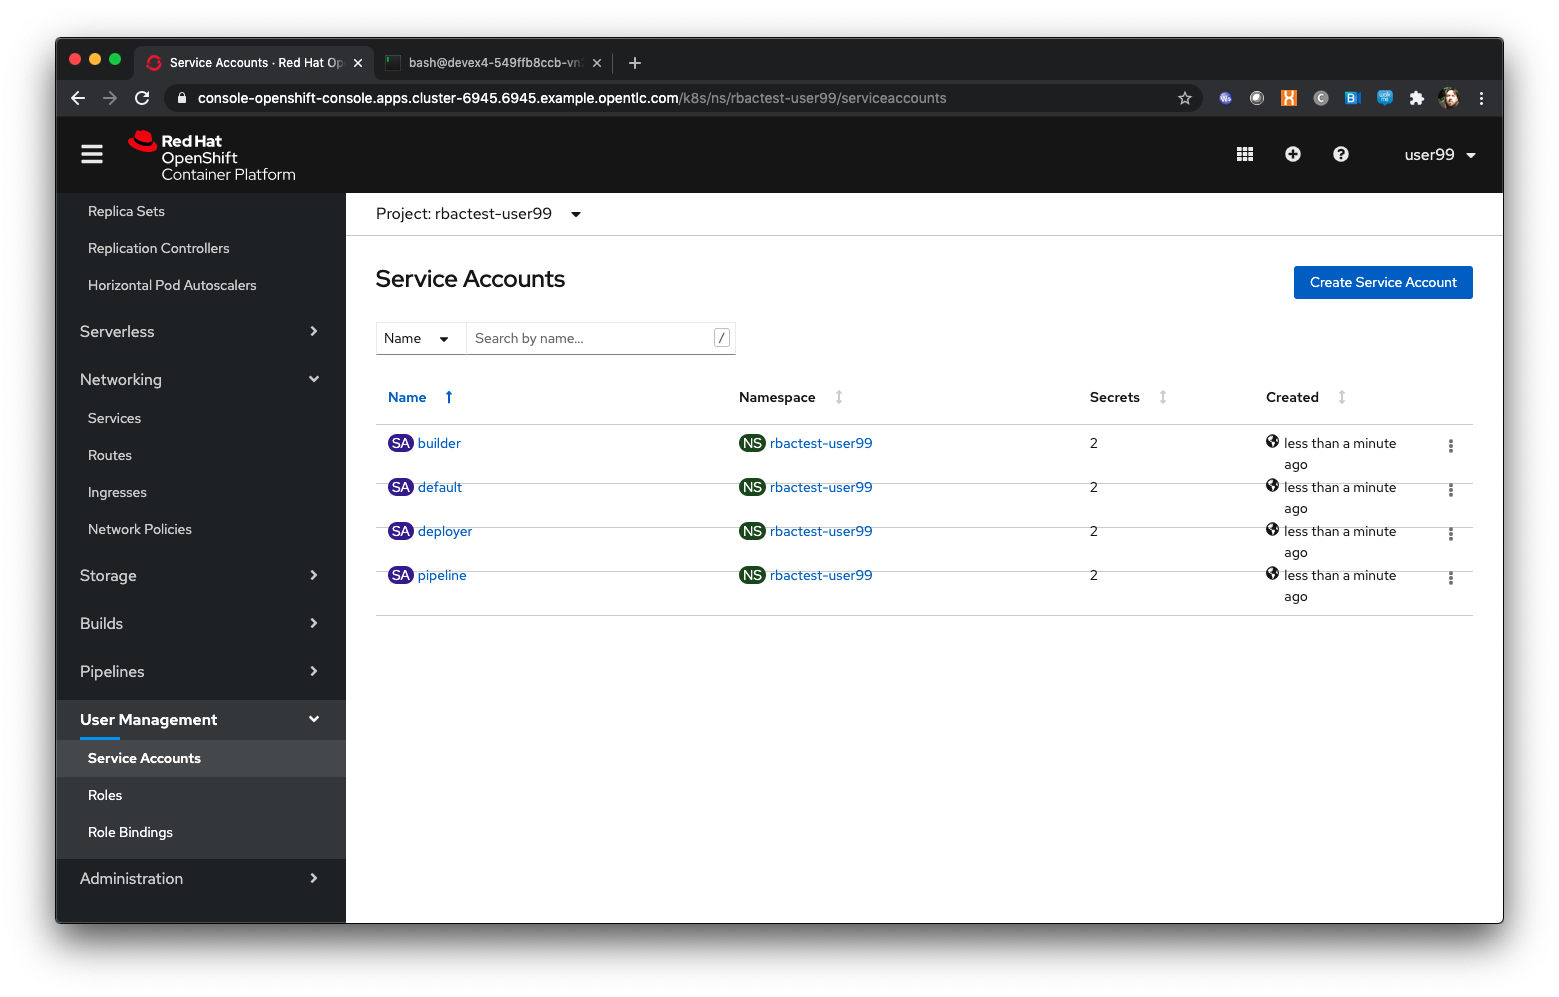 Service Accounts · Red Hat Op
bash@devex4-549ffb8ccb-vn
console-openshift-console.apps.cluster-6945.6945.example.opentlc.com/k8s/ns/rbactest-user99/serviceaccounts
Red Hat
OpenShift
Container Platform
user99
Replica Sets
Replication Controllers
Horizontal Pod Autoscalers
Serverless
Networking
Services
Routes
Ingresses
Network Policies
Storage
Builds
Pipelines
User Management
Service Accounts
Roles
Role Bindings
Administration
Project: rbactest-user99
Service Accounts
Create Service Account
Name Search by name... /
Name Namespace Secrets Created
SA builder NS rbactest-user99 2 less than a minute
ago
SA default NS rbactest-user99 2 less than a minute
ago
SA deployer NS rbactest-user99 2 less than a minute
ago
SA pipeline NS rbactest-user99 2 less than a minute
ago